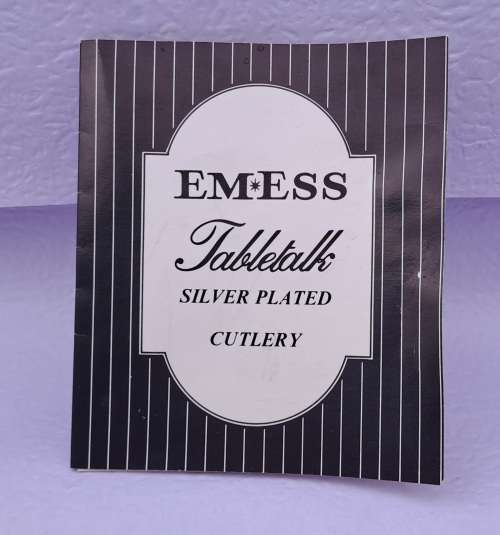 EM*ESS
Tabletalk
SILVER PLATED
CUTLERY